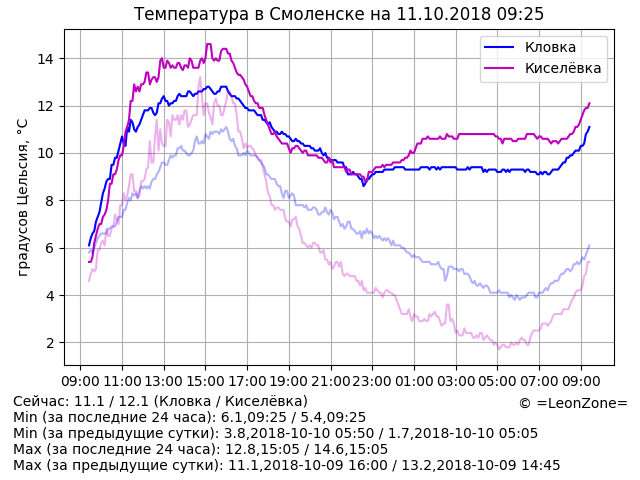 Температура в Смоленске на 11.10.2018 09:25
Кловка
Киселёвка
градусов Цельсия, °C
14
12
10
8
6
4
2
09:00 11:00 13:00 15:00 17:00 19:00 21:00 23:00 01:00 03:00 05:00 07:00 09:00
Сейчас: 11.1 / 12.1 (Кловка / Киселёвка)
© =LeonZone=
Min (за последние 24 часа): 6.1,09:25 / 5.4,09:25
Min (за предыдущие сутки): 3.8,2018-10-10 05:50 / 1.7,2018-10-10 05:05
Max (за последние 24 часа): 12.8,15:05 / 14.6,15:05
Max (за предыдущие сутки): 11.1,2018-10-09 16:00 / 13.2,2018-10-09 14:45